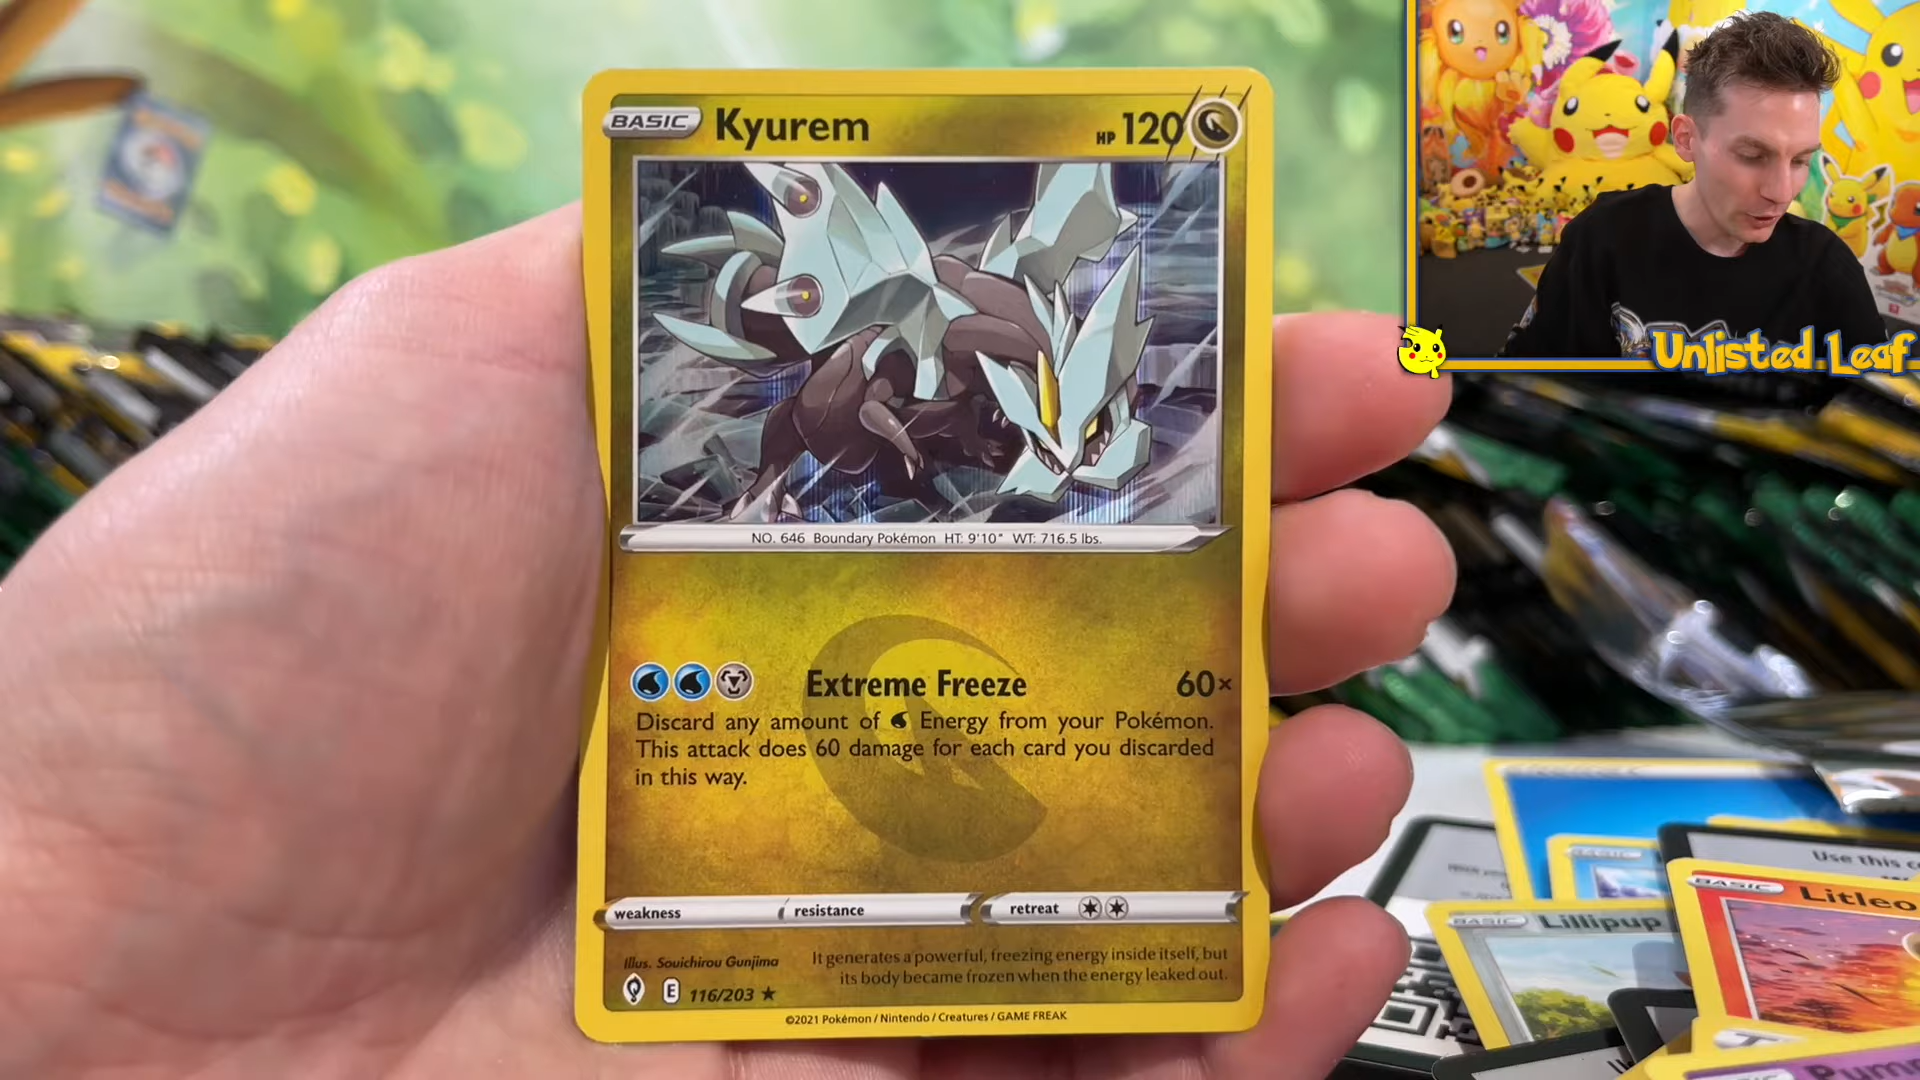 BASIC Kyurem HP 120
NO. 646 Boundary Pokémon HT: 9'10" WT: 716.5 lbs.
Extreme Freeze 60×
Discard any amount of Energy from your Pokémon.
This attack does 60 damage for each card you discarded
in this way.
weakness resistance retreat
Illus. Souichirou Gunjima
It generates a powerful, freezing energy inside itself, but
its body became frozen when the energy leaked out.
E 116/203 ★
©2021 Pokémon / Nintendo / Creatures / GAME FREAK
Unlisted Leaf
Use this
BASIC
BASIC Litleo
BASIC Lillipup